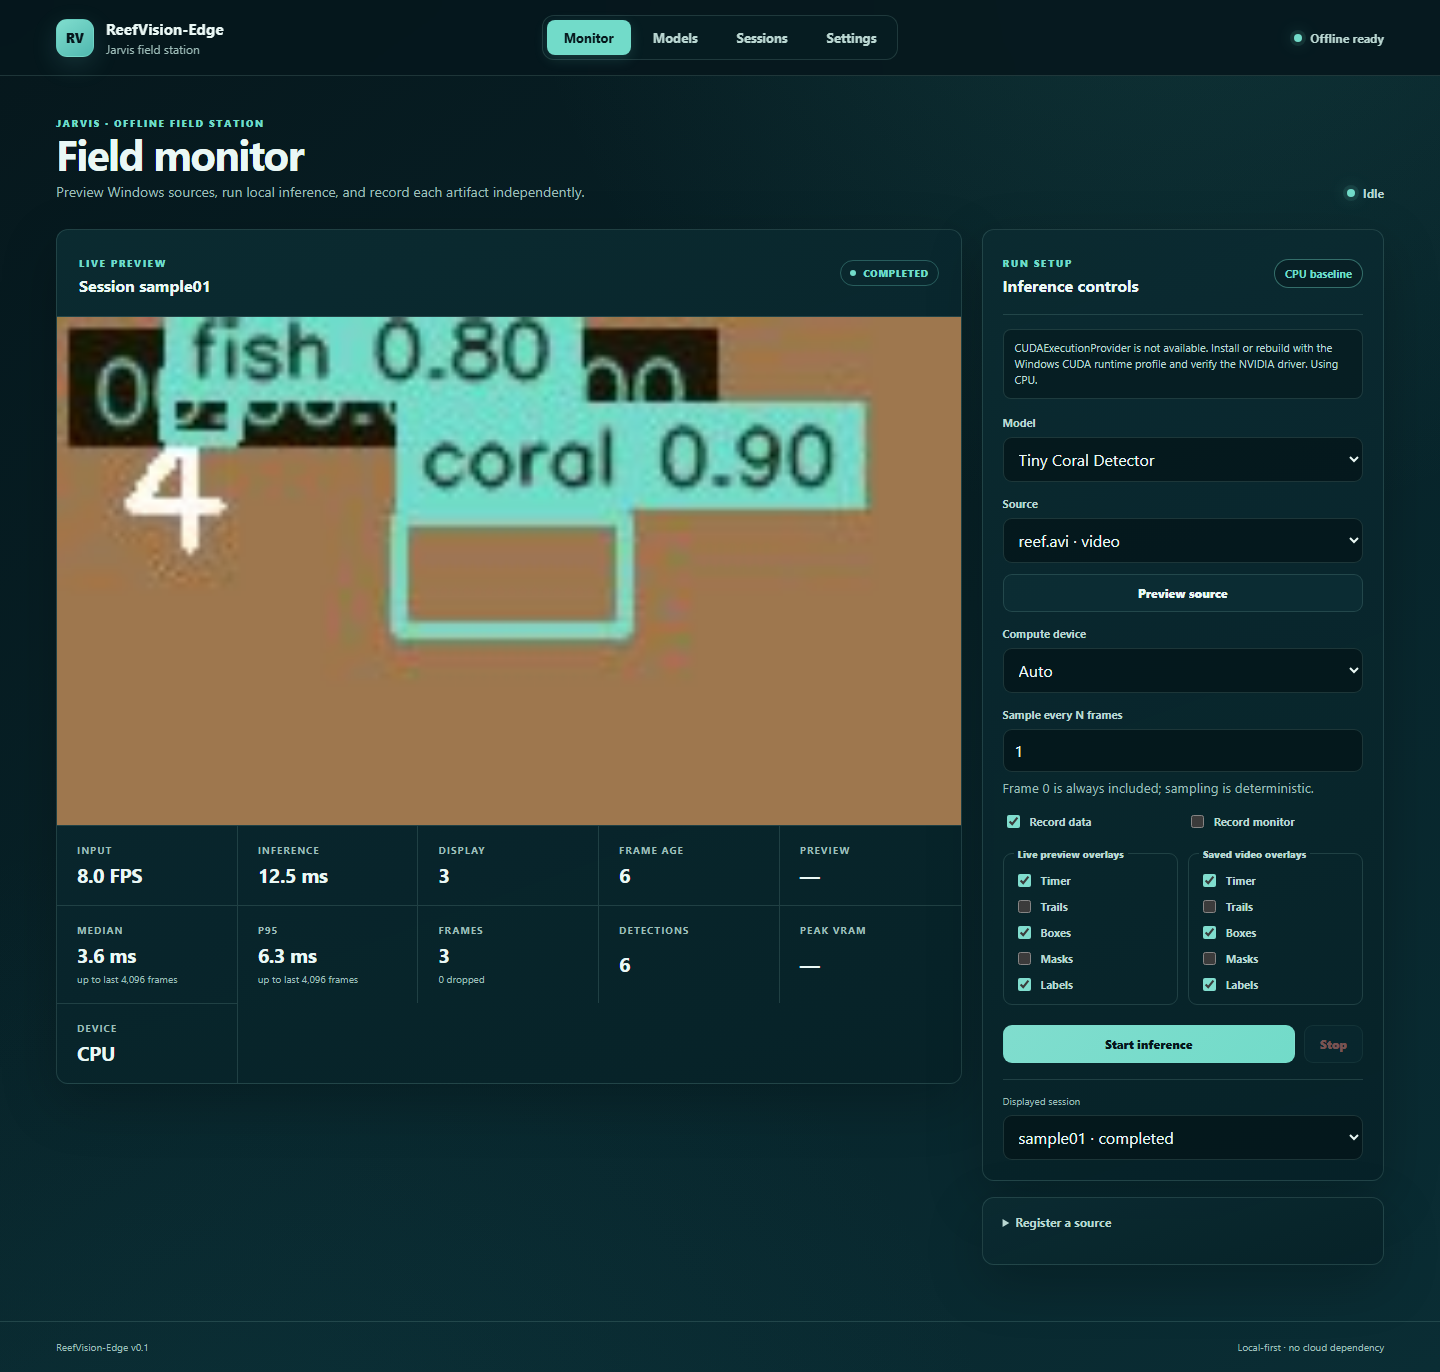 RV
ReefVision-Edge
Jarvis field station
Monitor
Models
Sessions
Settings
Offline ready
JARVIS · OFFLINE FIELD STATION
Field monitor
Preview Windows sources, run local inference, and record each artifact independently.
Idle
LIVE PREVIEW
Session sample01
COMPLETED
fish 0.80
coral 0.90
4
INPUT
8.0 FPS
INFERENCE
12.5 ms
DISPLAY
3
FRAME AGE
6
PREVIEW
—
MEDIAN
3.6 ms
up to last 4,096 frames
P95
6.3 ms
up to last 4,096 frames
FRAMES
3
0 dropped
DETECTIONS
6
PEAK VRAM
—
DEVICE
CPU
RUN SETUP
Inference controls
CPU baseline
CUDAExecutionProvider is not available. Install or rebuild with the
Windows CUDA runtime profile and verify the NVIDIA driver. Using
CPU.
Model
Tiny Coral Detector
Source
reef.avi · video
Preview source
Compute device
Auto
Sample every N frames
1
Frame 0 is always included; sampling is deterministic.
Record data
Record monitor
Live preview overlays
Timer
Trails
Boxes
Masks
Labels
Saved video overlays
Timer
Trails
Boxes
Masks
Labels
Start inference
Stop
Displayed session
sample01 · completed
Register a source
ReefVision-Edge v0.1
Local-first · no cloud dependency